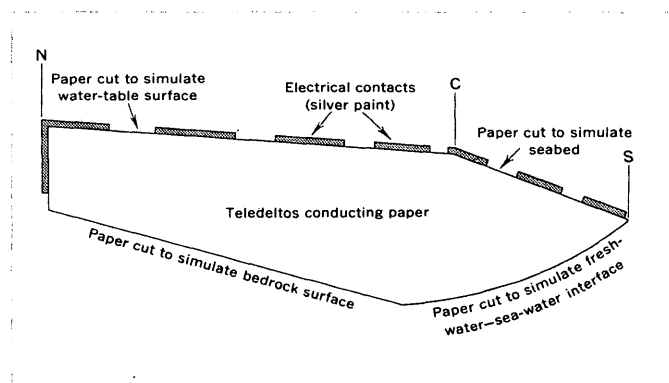 N
Paper cut to simulate
water-table surface
Electrical contacts
(silver paint)
C
Paper cut to simulate
seabed
S
Teledeltos conducting paper
Paper cut to simulate bedrock surface
Paper cut to simulate fresh-
water—sea-water interface